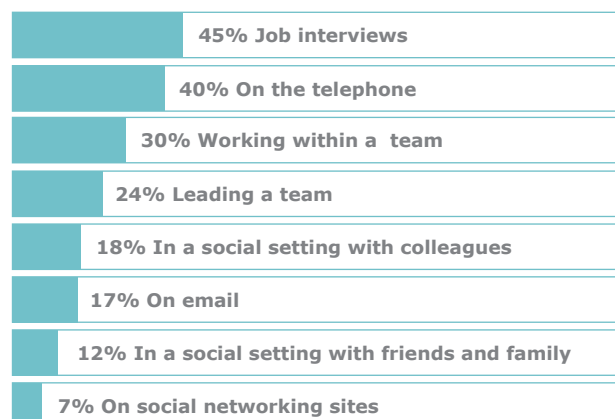 45% Job interviews
40% On the telephone
30% Working within a  team
24% Leading a team
18% In a social setting with colleagues
17% On email
12% In a social setting with friends and family
7% On social networking sites